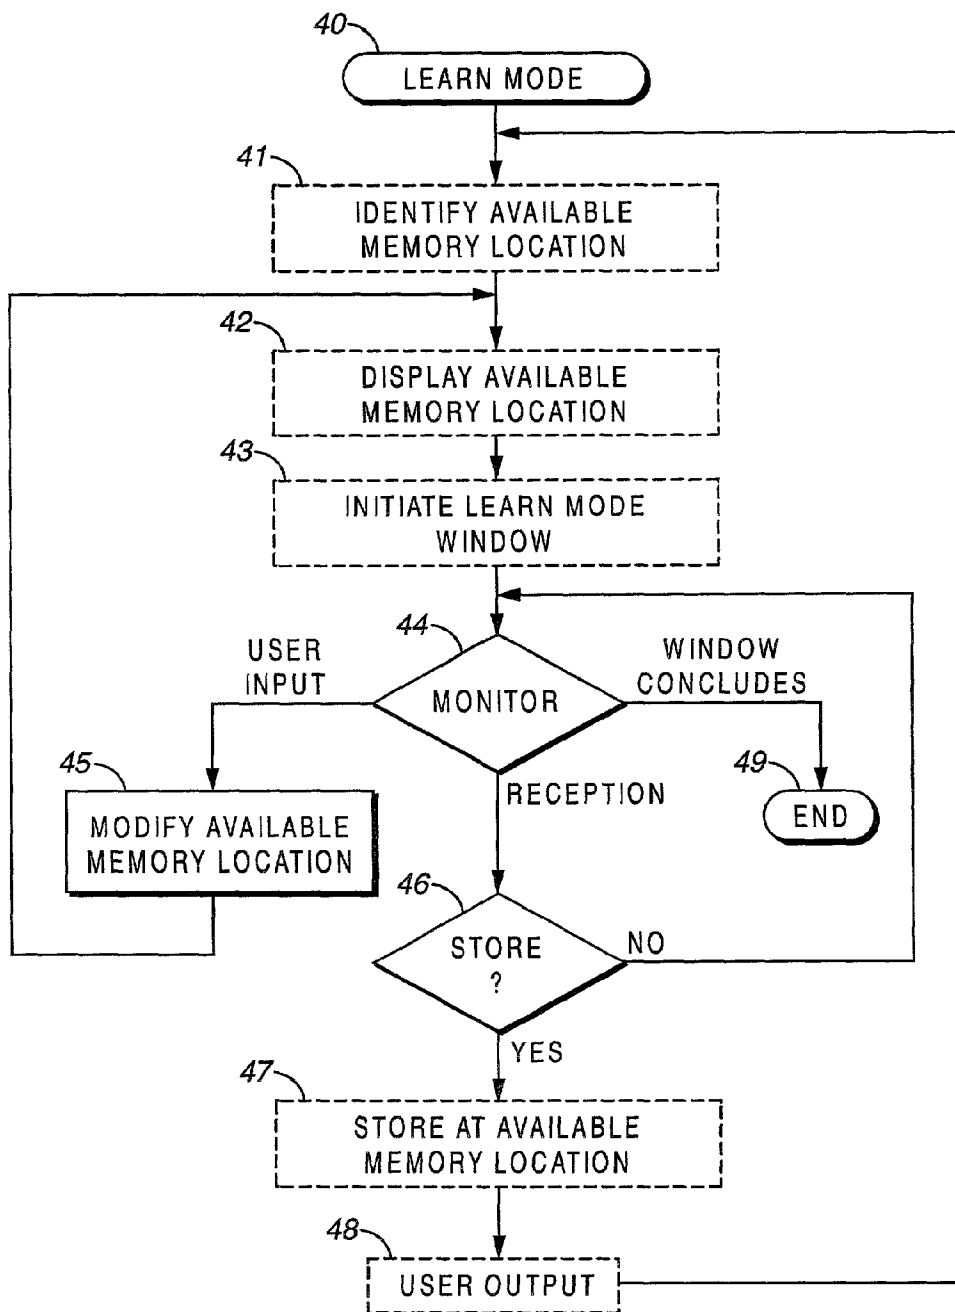 40
LEARN MODE
41
IDENTIFY AVAILABLE
MEMORY LOCATION
42
DISPLAY AVAILABLE
MEMORY LOCATION
43
INITIATE LEARN MODE
WINDOW
44
USER
INPUT
MONITOR
WINDOW
CONCLUDES
45
MODIFY AVAILABLE
MEMORY LOCATION
RECEPTION
49
END
46
STORE
?
NO
YES
47
STORE AT AVAILABLE
MEMORY LOCATION
48
USER OUTPUT